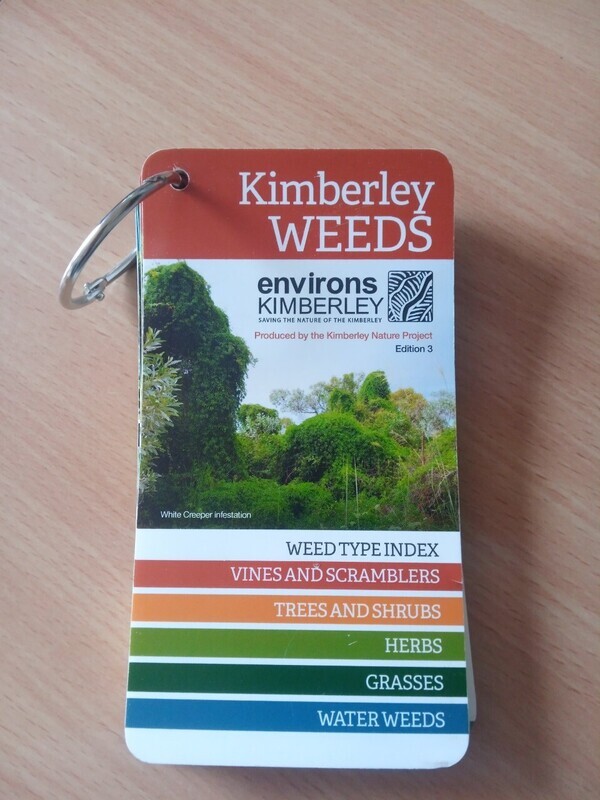 Kimberley
WEEDS
environs
KIMBERLEY
SAVING THE NATURE OF THE KIMBERLEY
Produced by the Kimberley Nature Project
Edition 3
White Creeper infestation
WEED TYPE INDEX
VINES AND SCRAMBLERS
TREES AND SHRUBS
HERBS
GRASSES
WATER WEEDS